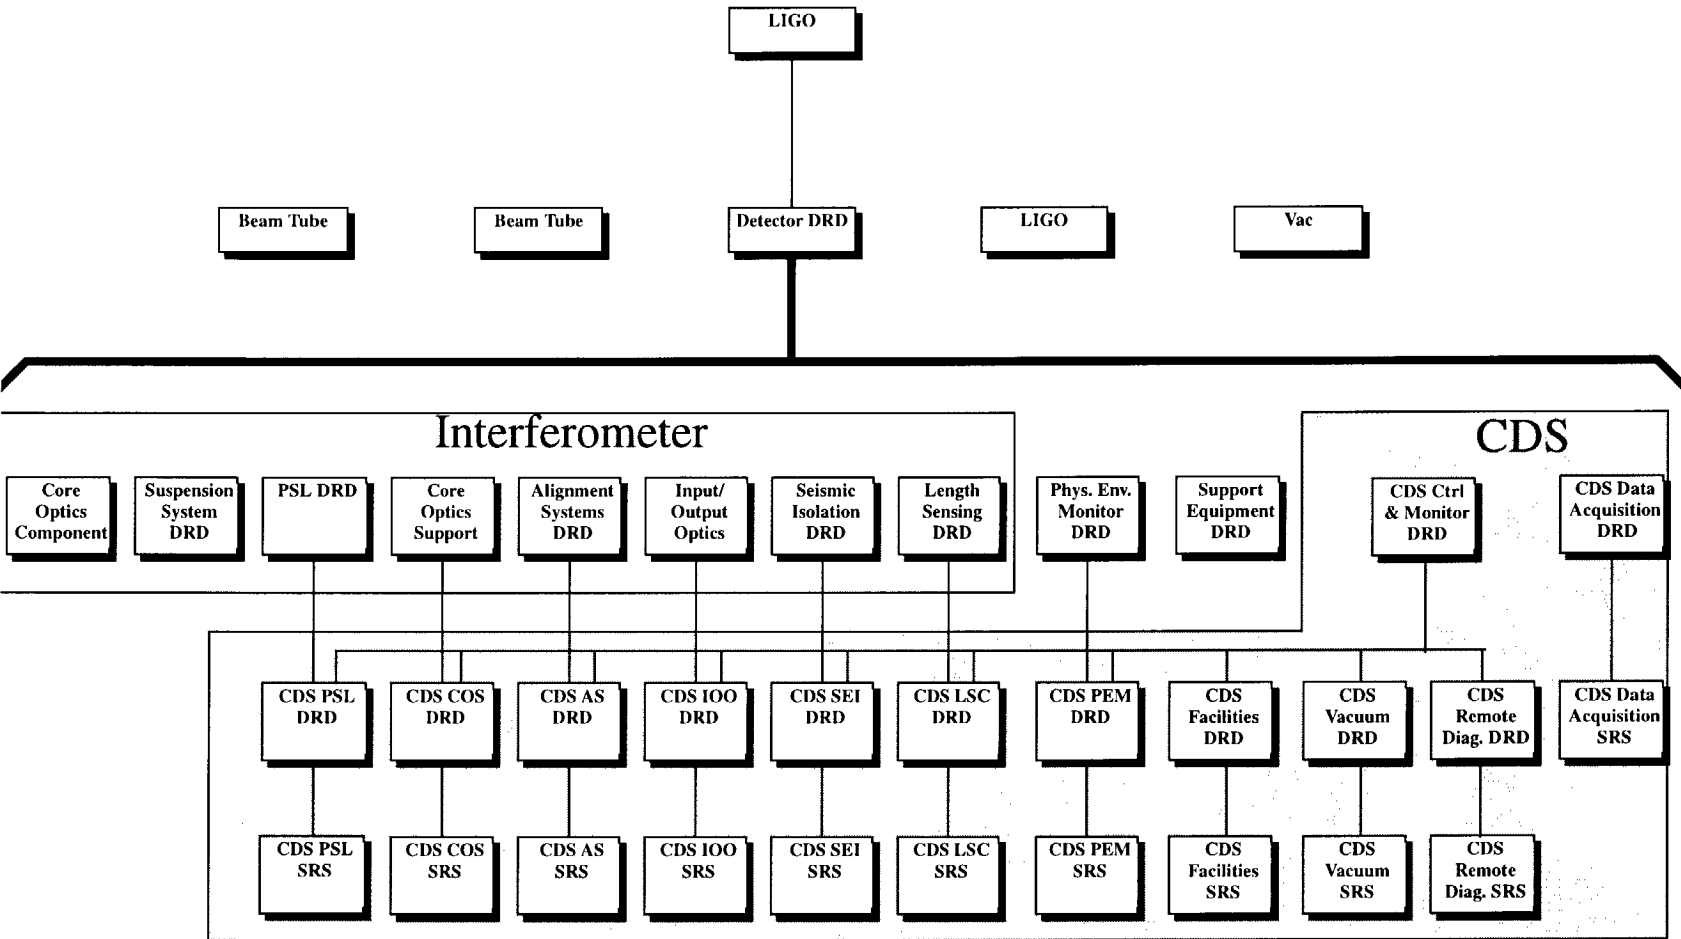 LIGO
Beam Tube
Beam Tube
Detector DRD
LIGO
Vac
Interferometer
CDS
Core
Optics
Component
Suspension
System
DRD
PSL DRD
Core
Optics
Support
Alignment
Systems
DRD
Input/
Output
Optics
Seismic
Isolation
DRD
Length
Sensing
DRD
Phys. Env.
Monitor
DRD
Support
Equipment
DRD
CDS Ctrl
& Monitor
DRD
CDS Data
Acquisition
DRD
CDS PSL
DRD
CDS COS
DRD
CDS AS
DRD
CDS IOO
DRD
CDS SEI
DRD
CDS LSC
DRD
CDS PEM
DRD
CDS
Facilities
DRD
CDS
Vacuum
DRD
CDS
Remote
Diag. DRD
CDS Data
Acquisition
SRS
CDS PSL
SRS
CDS COS
SRS
CDS AS
SRS
CDS IOO
SRS
CDS SEI
SRS
CDS LSC
SRS
CDS PEM
SRS
CDS
Facilities
SRS
CDS
Vacuum
SRS
CDS
Remote
Diag. SRS